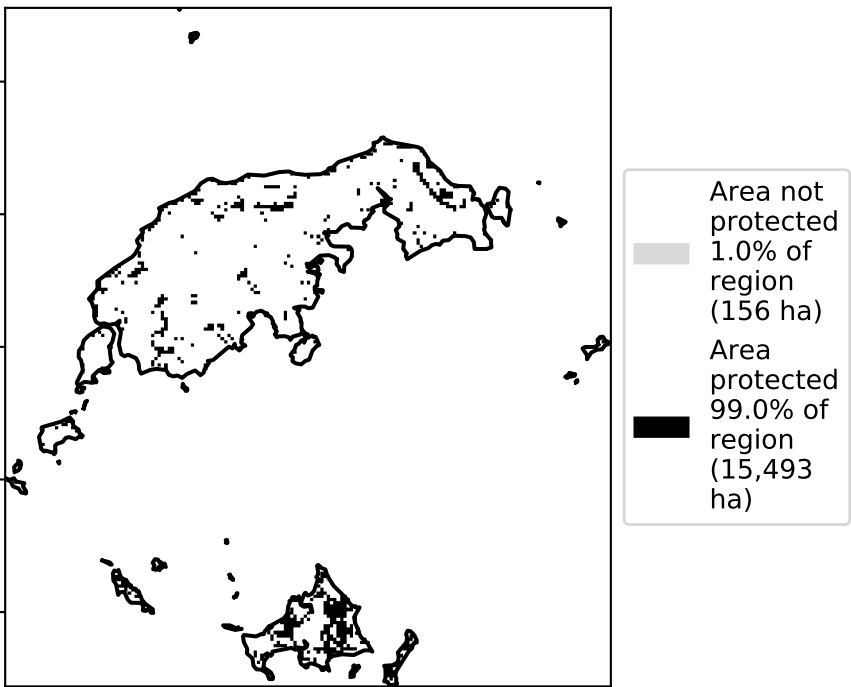 Area not
protected
1.0% of
region
(156 ha)
Area
protected
99.0% of
region
(15,493
ha)